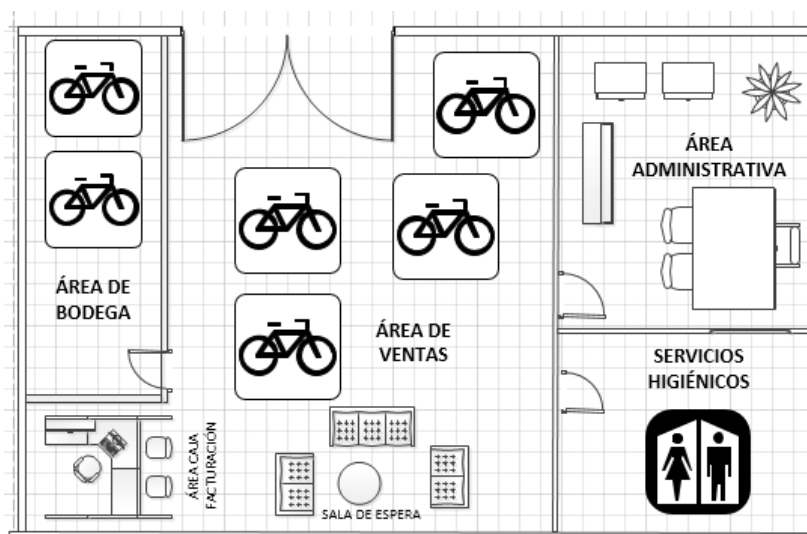 ÁREA
ADMINISTRATIVA
ÁREA DE
BODEGA
ÁREA DE
VENTAS
SERVICIOS
HIGIÉNICOS
ÁREA CAJA
FACTURACIÓN
SALA DE ESPERA